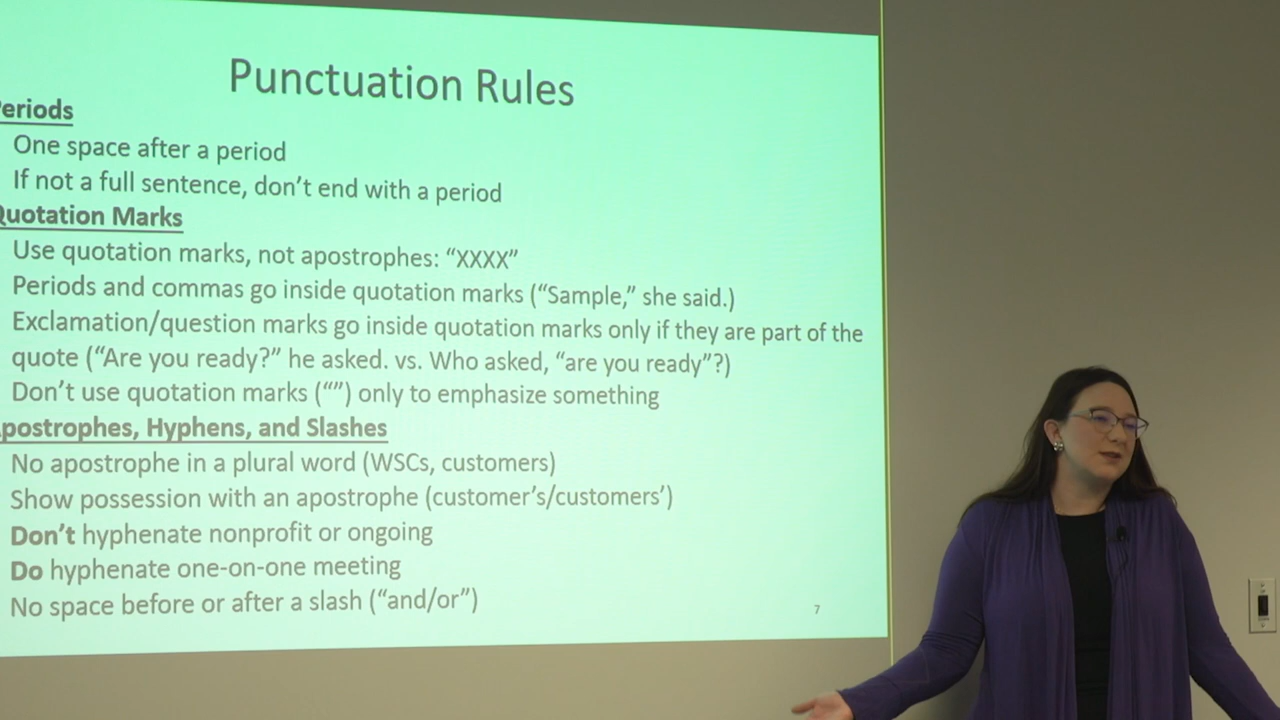 Punctuation Rules
Periods
One space after a period
If not a full sentence, don’t end with a period
Quotation Marks
Use quotation marks, not apostrophes: “XXXX”
Periods and commas go inside quotation marks (“Sample,” she said.)
Exclamation/question marks go inside quotation marks only if they are part of the
quote (“Are you ready?” he asked. vs. Who asked, “are you ready”?)
Don’t use quotation marks (“”) only to emphasize something
Apostrophes, Hyphens, and Slashes
No apostrophe in a plural word (WSCs, customers)
Show possession with an apostrophe (customer’s/customers’)
Don’t hyphenate nonprofit or ongoing
Do hyphenate one-on-one meeting
No space before or after a slash (“and/or”)
7